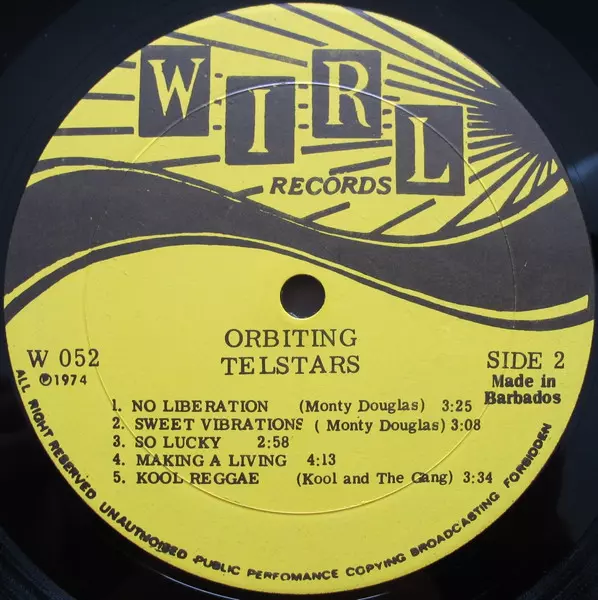 WIRL
RECORDS
ORBITING
TELSTARS
W 052
℗1974
SIDE 2
Made in
Barbados
1. NO LIBERATION (Monty Douglas) 3:25
2. SWEET VIBRATIONS ( Monty Douglas) 3:08
3. SO LUCKY 2:58
4. MAKING A LIVING 4:13
5. KOOL REGGAE (Kool and The Gang) 3:34
ALL RIGHT RESERVED UNAUTHOISED PUBLIC PERFOMANCE COPYING BROADCASTING FORBIDDEN